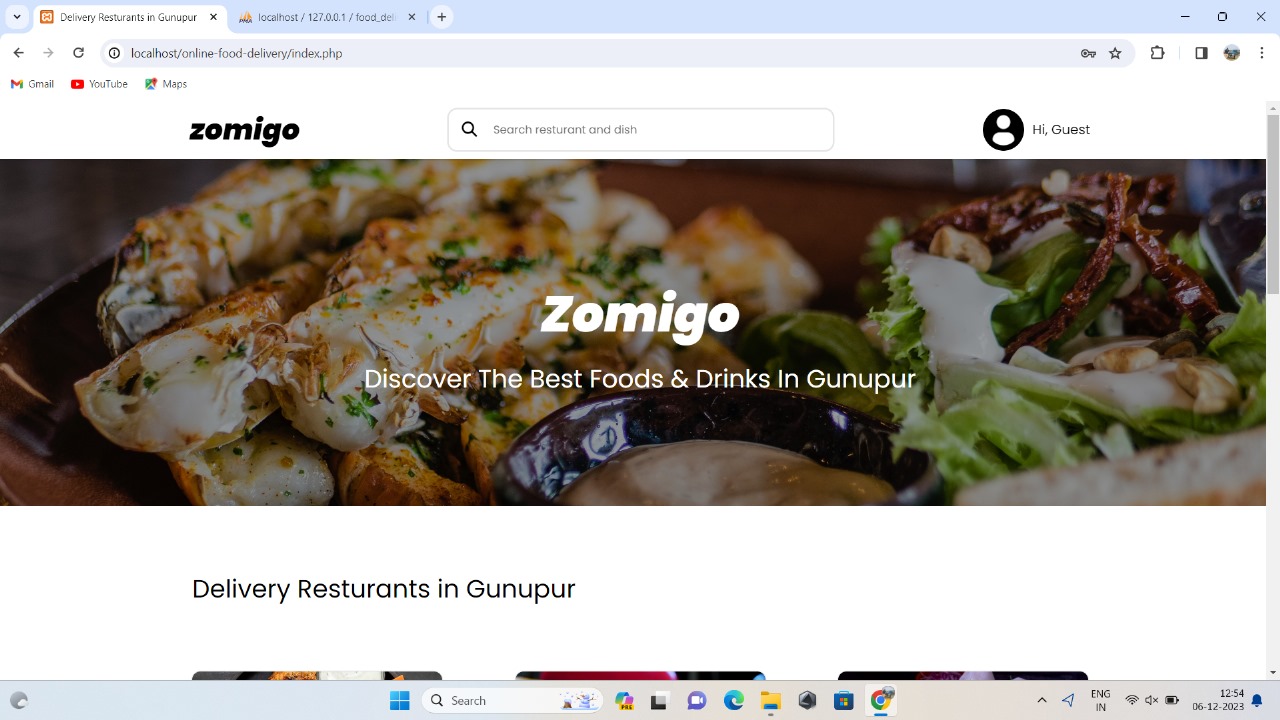 Delivery Resturants in Gunupur
localhost / 127.0.0.1 / food_deli
localhost/online-food-delivery/index.php
Gmail YouTube Maps
zomigo
Search resturant and dish
Hi, Guest
Zomigo
Discover The Best Foods & Drinks In Gunupur
Delivery Resturants in Gunupur
Search
ENG
IN
12:54
06-12-2023